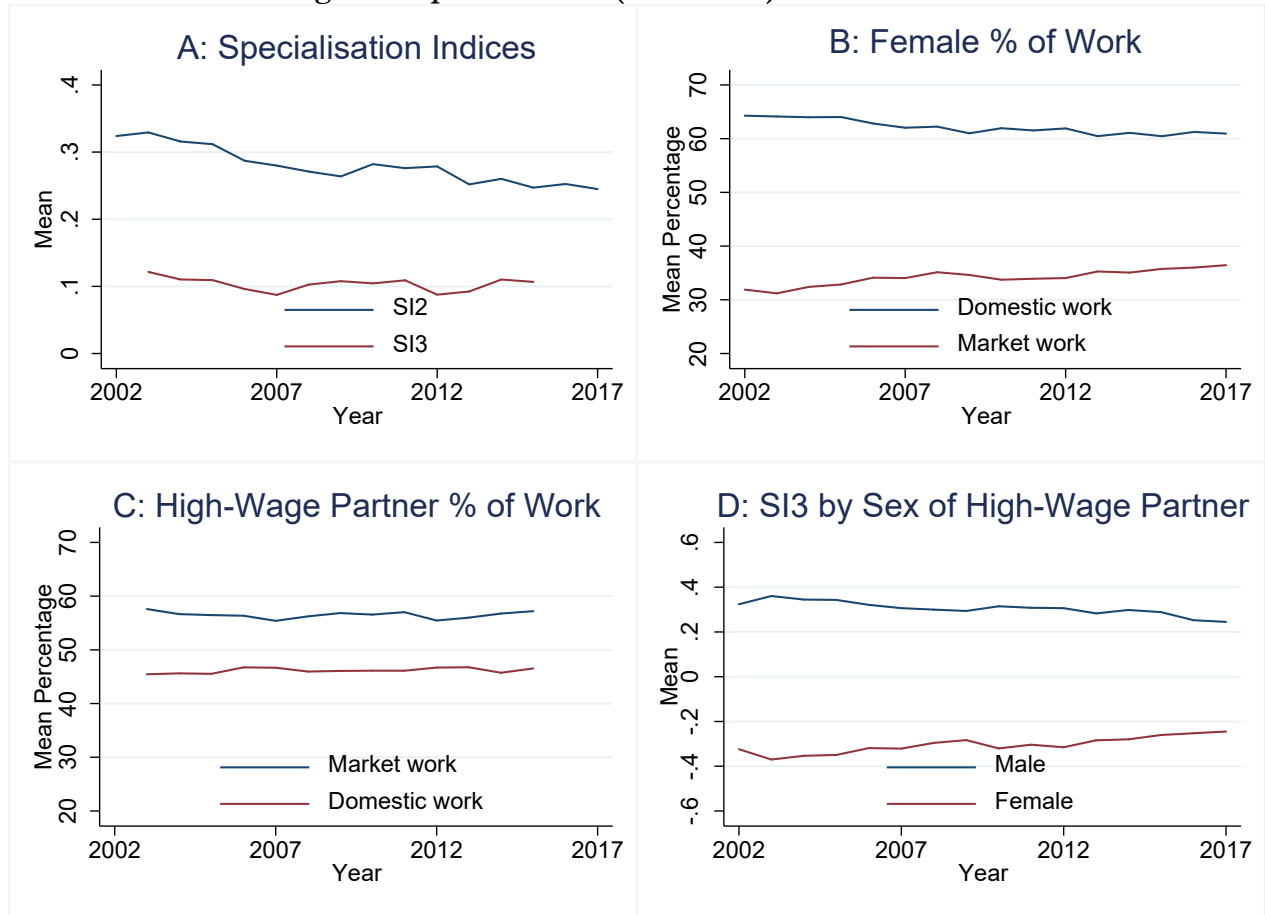 A: Specialisation Indices
.4
.3
.2
.1
0
Mean
SI2
SI3
2002 2007 2012 2017
Year
B: Female % of Work
70
60
50
40
30
20
Mean Percentage
Domestic work
Market work
2002 2007 2012 2017
Year
C: High-Wage Partner % of Work
70
60
50
40
30
20
Mean Percentage
Market work
Domestic work
2002 2007 2012 2017
Year
D: SI3 by Sex of High-Wage Partner
.6
.4
.2
0
-.2
-.4
-.6
Mean
Male
Female
2002 2007 2012 2017
Year